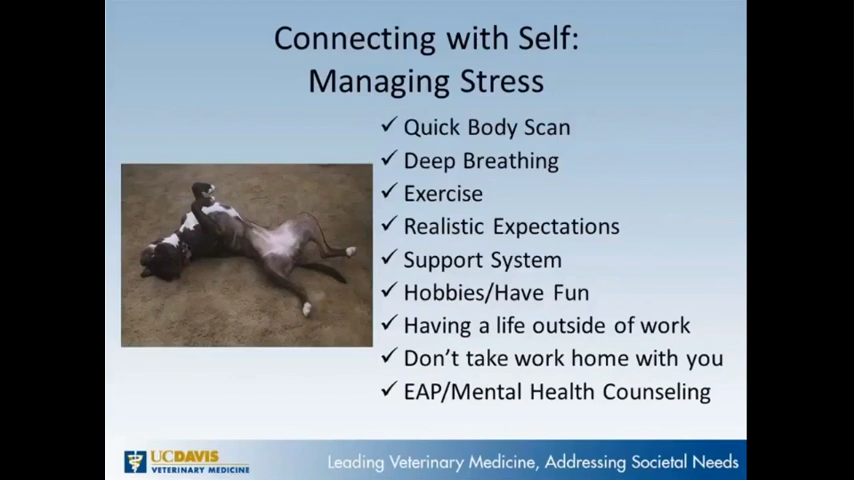 Connecting with Self:
Managing Stress
✓ Quick Body Scan
✓ Deep Breathing
✓ Exercise
✓ Realistic Expectations
✓ Support System
✓ Hobbies/Have Fun
✓ Having a life outside of work
✓ Don't take work home with you
✓ EAP/Mental Health Counseling
UCDAVIS
VETERINARY MEDICINE
Leading Veterinary Medicine, Addressing Societal Needs